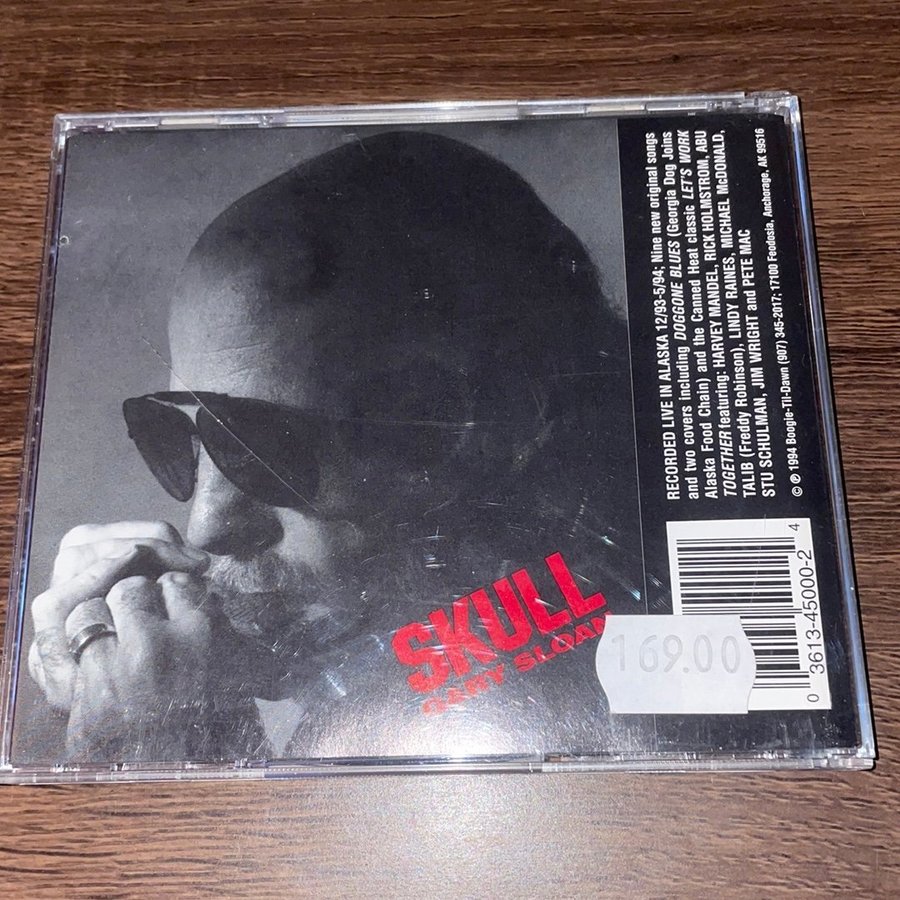 RECORDED LIVE IN ALASKA 12/93-5/94; Nine new original songs
and two covers including DOGGONE BLUES (Georgia Dog Joins
Alaska Food Chain) and the Canned Heat classic LET'S WORK
TOGETHER featuring: HARVEY MANDEL, RICK HOLMSTROM, ABU
TALIB (Freddy Robinson), LINDY RAINES, MICHAEL McDONALD,
STU SCHULMAN, JIM WRIGHT and PETE MAC
© ℗ 1994 Boogie-Til-Dawn (907) 345-2017; 17100 Feodosia, Anchorage, AK 99516
SKULL
GARY SLOAN
169.00
0 3613-45000-2 4